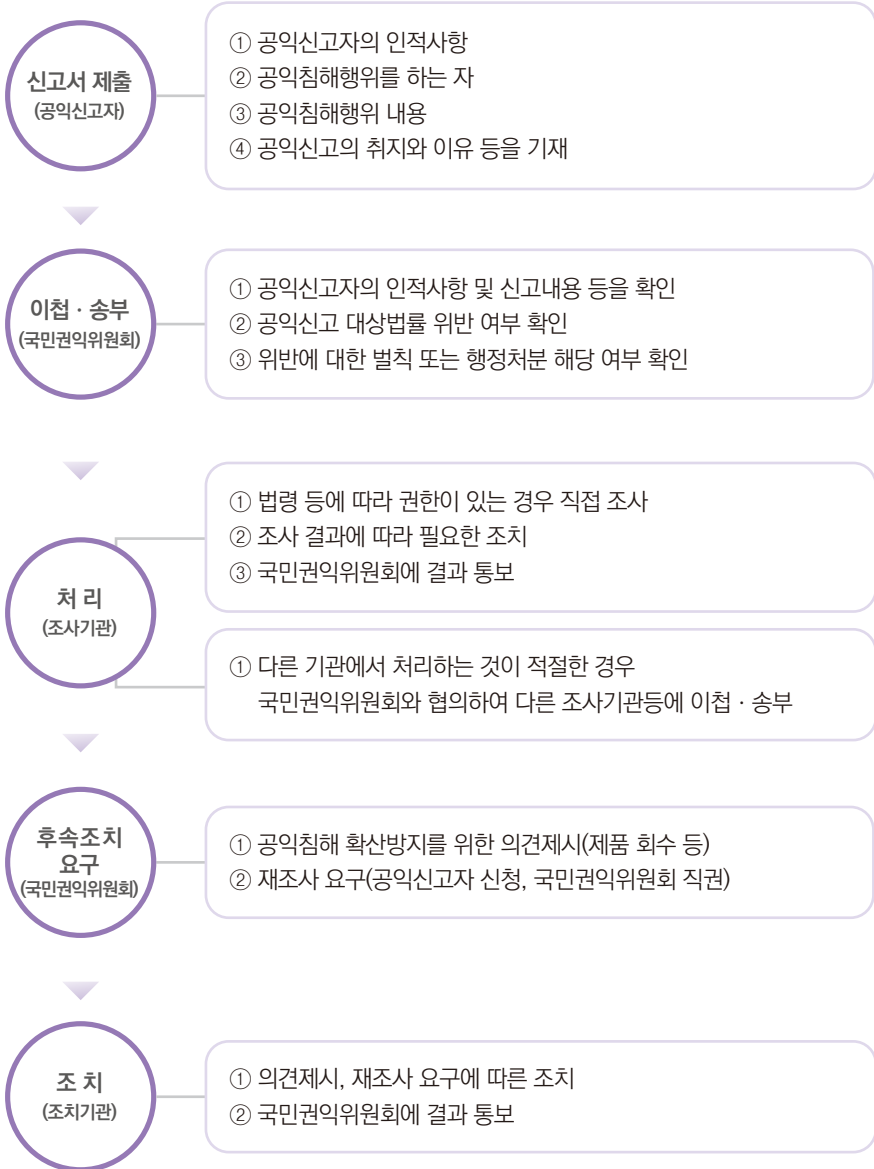 신고서 제출
(공익신고자)
① 공익신고자의 인적사항
② 공익침해행위를 하는 자
③ 공익침해행위 내용
④ 공익신고의 취지와 이유 등을 기재
이첩 · 송부
(국민권익위원회)
① 공익신고자의 인적사항 및 신고내용 등을 확인
② 공익신고 대상법률 위반 여부 확인
③ 위반에 대한 벌칙 또는 행정처분 해당 여부 확인
처 리
(조사기관)
① 법령 등에 따라 권한이 있는 경우 직접 조사
② 조사 결과에 따라 필요한 조치
③ 국민권익위원회에 결과 통보
① 다른 기관에서 처리하는 것이 적절한 경우
국민권익위원회와 협의하여 다른 조사기관등에 이첩 · 송부
후속조치
요구
(국민권익위원회)
① 공익침해 확산방지를 위한 의견제시(제품 회수 등)
② 재조사 요구(공익신고자 신청, 국민권익위원회 직권)
조 치
(조치기관)
① 의견제시, 재조사 요구에 따른 조치
② 국민권익위원회에 결과 통보